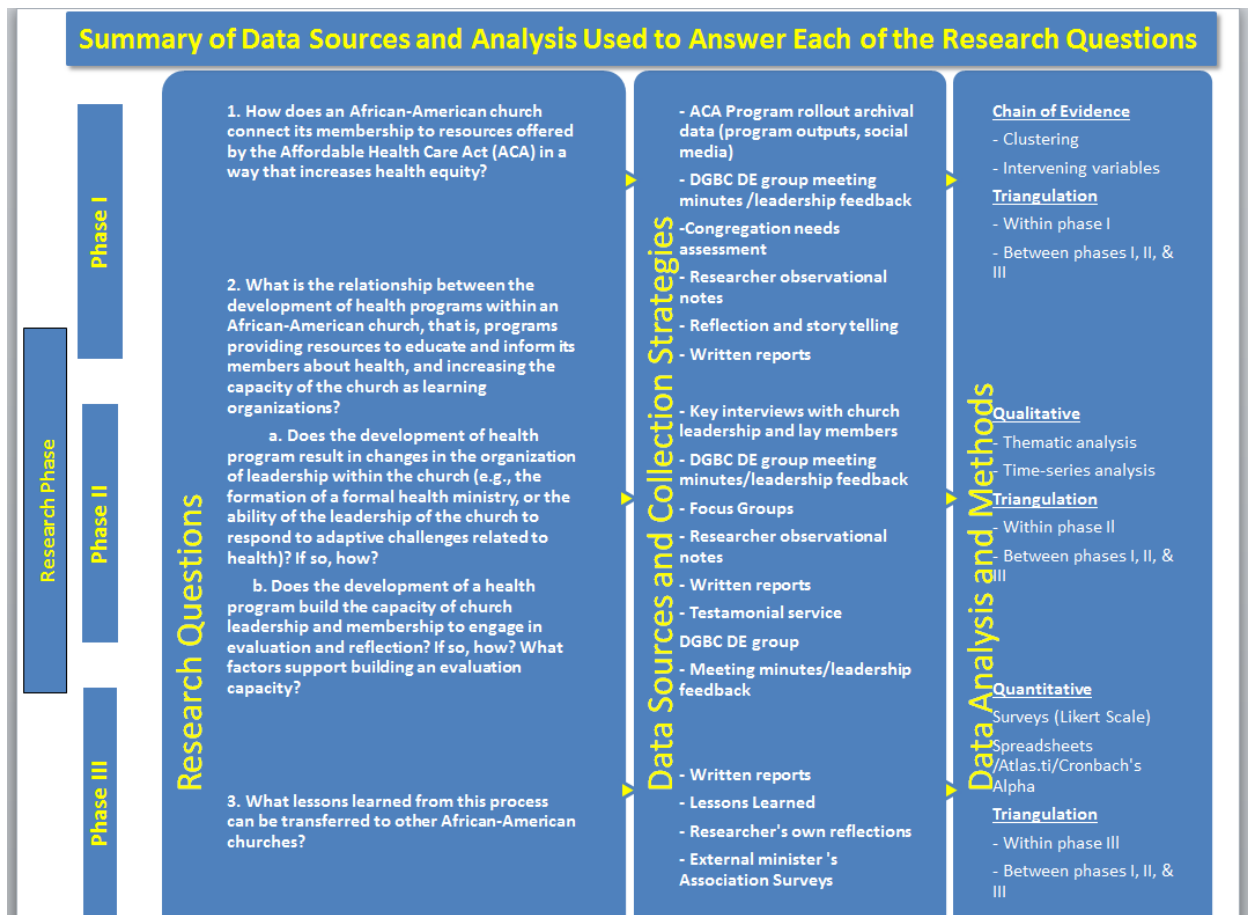 Summary of Data Sources and Analysis Used to Answer Each of the Research Questions
Research Phase
Phase I
Phase II
Phase III
Research Questions
1. How does an African-American church
connect its membership to resources offered
by the Affordable Health Care Act (ACA) in a
way that increases health equity?
2. What is the relationship between the
development of health programs within an
African-American church, that is, programs
providing resources to educate and inform its
members about health, and increasing the
capacity of the church as learning
organizations?
a. Does the development of health
program result in changes in the organization
of leadership within the church (e.g., the
formation of a formal health ministry, or the
ability of the leadership of the church to
respond to adaptive challenges related to
health)? If so, how?
b. Does the development of a health
program build the capacity of church
leadership and membership to engage in
evaluation and reflection? If so, how? What
factors support building an evaluation
capacity?
3. What lessons learned from this process
can be transferred to other African-American
churches?
Data Sources and Collection Strategies
- ACA Program rollout archival
data (program outputs, social
media)
- DGBC DE group meeting
minutes /leadership feedback
-Congregation needs
assessment
- Researcher observational
notes
- Reflection and story telling
- Written reports
- Key interviews with church
leadership and lay members
- DGBC DE group meeting
minutes/leadership feedback
- Focus Groups
- Researcher observational
notes
- Written reports
- Testamonial service
DGBC DE group
- Meeting minutes/leadership
feedback
- Written reports
- Lessons Learned
- Researcher's own reflections
- External minister 's
Association Surveys
Data Analysis and Methods
Chain of Evidence
- Clustering
- Intervening variables
Triangulation
- Within phase I
- Between phases I, II, &
III
Qualitative
- Thematic analysis
- Time-series analysis
Triangulation
- Within phase II
- Between phases I, II, &
III
Quantitative
Surveys (Likert Scale)
Spreadsheets
/Atlas.ti/Cronbach's
Alpha
Triangulation
- Within phase III
- Between phases I, II, &
III